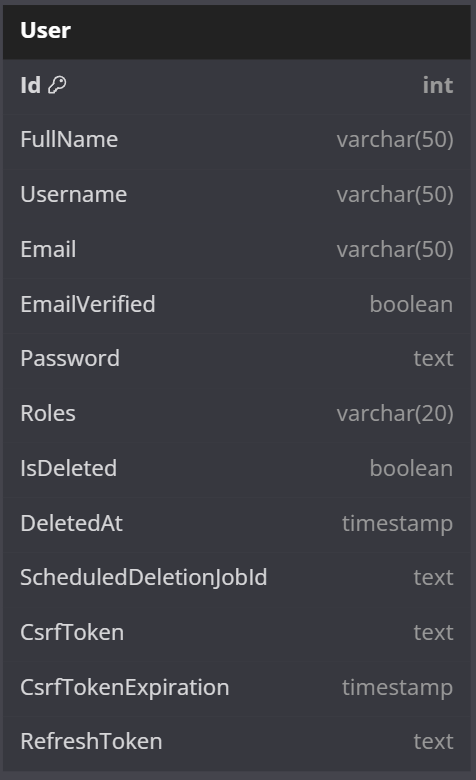 User
Id int
FullName varchar(50)
Username varchar(50)
Email varchar(50)
EmailVerified boolean
Password text
Roles varchar(20)
IsDeleted boolean
DeletedAt timestamp
ScheduledDeletionJobId text
CsrfToken text
CsrfTokenExpiration timestamp
RefreshToken text